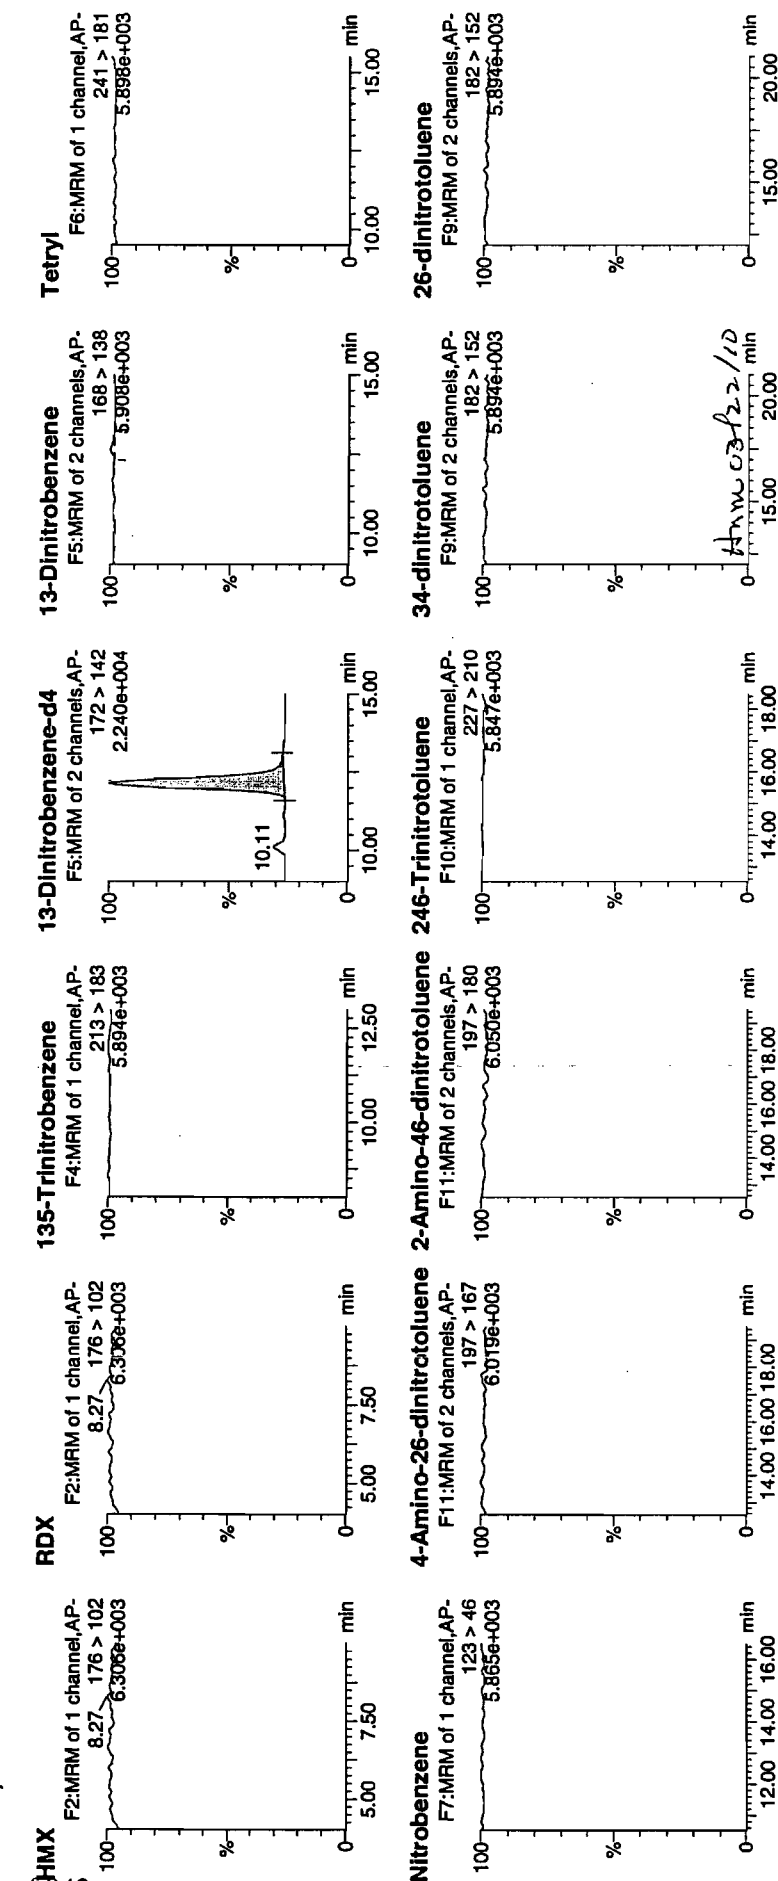 HMX
F2:MRM of 1 channel,AP-
176 > 102
6.306e+003
8.27
100
%
0
5.00
7.50
min
RDX
F2:MRM of 1 channel,AP-
176 > 102
6.306e+003
8.27
100
%
0
5.00
7.50
min
135-Trinitrobenzene
F4:MRM of 1 channel,AP-
213 > 183
5.894e+003
100
%
0
10.00
12.50
min
13-Dinitrobenzene-d4
F5:MRM of 2 channels,AP-
172 > 142
2.240e+004
10.11
100
%
0
10.00
15.00
min
13-Dinitrobenzene
F5:MRM of 2 channels,AP-
168 > 138
5.908e+003
100
%
0
10.00
15.00
min
Tetryl
F6:MRM of 1 channel,AP-
241 > 181
5.898e+003
100
%
0
10.00
15.00
min
Nitrobenzene
F7:MRM of 1 channel,AP-
123 > 46
5.865e+003
100
%
0
12.00
14.00
16.00
min
4-Amino-26-dinitrotoluene
F11:MRM of 2 channels,AP-
197 > 167
6.019e+003
100
%
0
14.00
16.00
18.00
min
2-Amino-46-dinitrotoluene
F11:MRM of 2 channels,AP-
197 > 180
6.050e+003
100
%
0
14.00
16.00
18.00
min
246-Trinitrotoluene
F10:MRM of 1 channel,AP-
227 > 210
5.847e+003
100
%
0
14.00
16.00
18.00
min
34-dinitrotoluene
F9:MRM of 2 channels,AP-
182 > 152
5.894e+003
100
%
0
15.00
20.00
min
26-dinitrotoluene
F9:MRM of 2 channels,AP-
182 > 152
5.894e+003
100
%
0
15.00
20.00
min